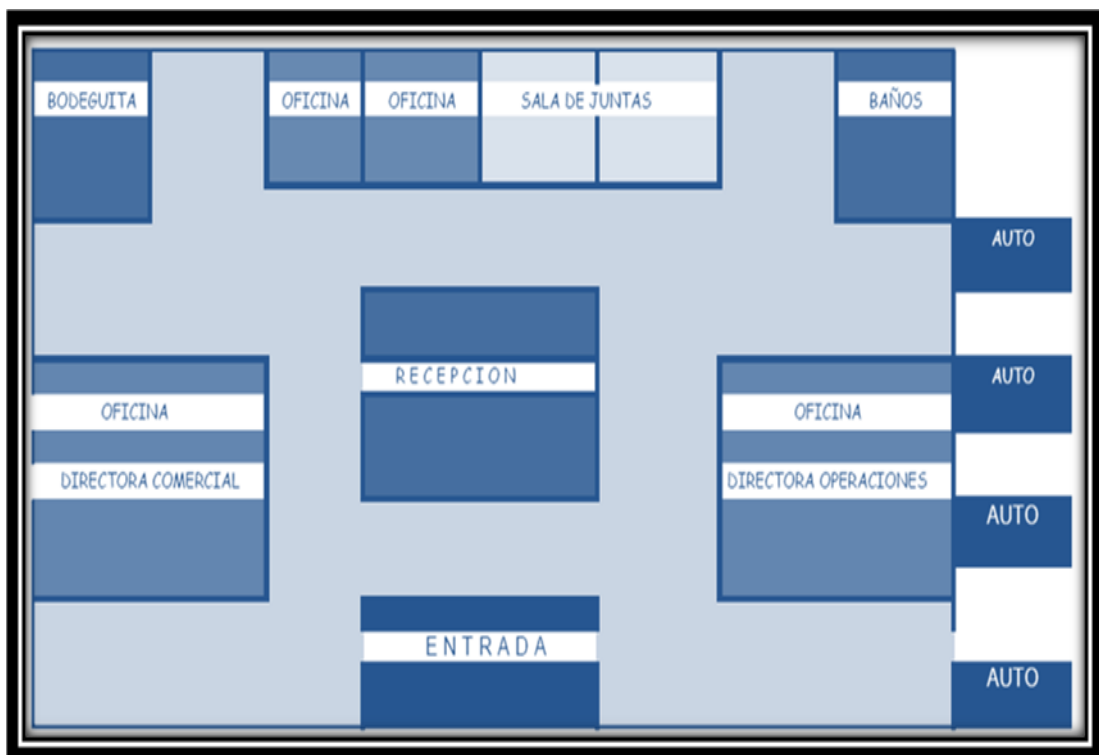 BODEGUITA
OFICINA
OFICINA
SALA DE JUNTAS
BAÑOS
AUTO
RECEPCION
AUTO
OFICINA
DIRECTORA COMERCIAL
OFICINA
DIRECTORA OPERACIONES
AUTO
ENTRADA
AUTO